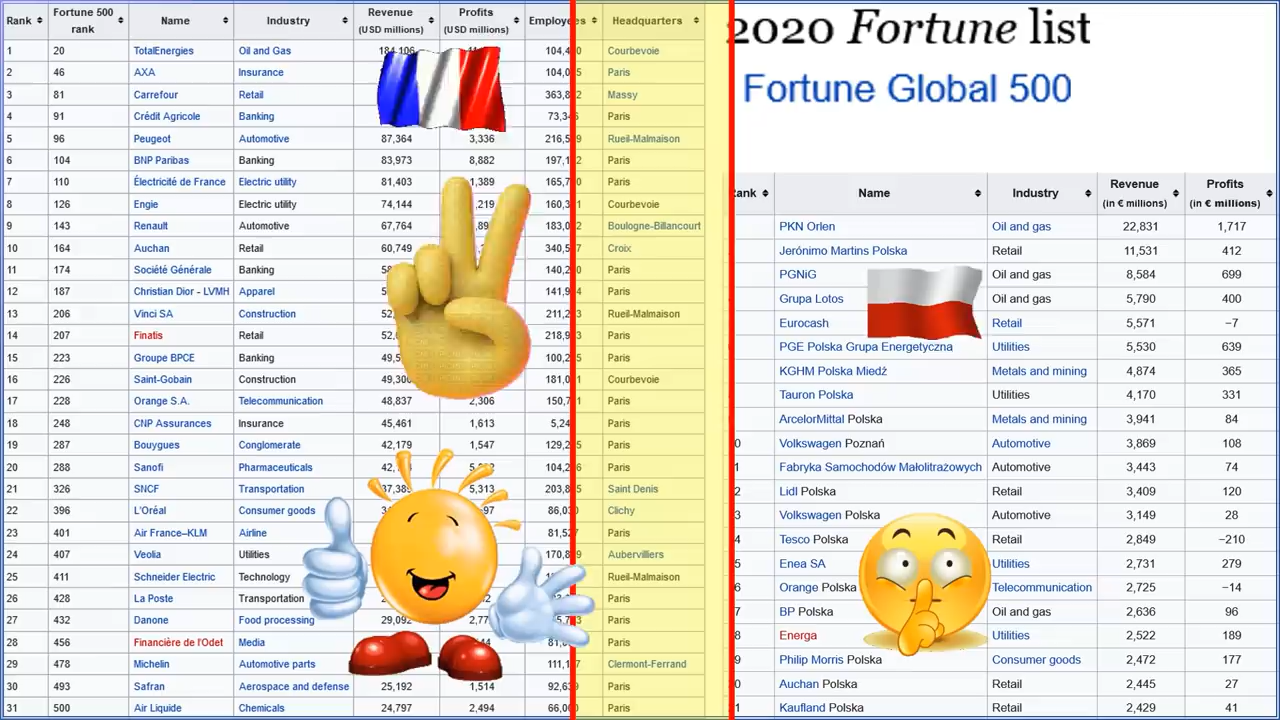 Rank Fortune 500 rank Name Industry Revenue (USD millions) Profits (USD millions) Employees Headquarters
1 20 TotalEnergies Oil and Gas 184,106 Courbevoie
2 46 AXA Insurance Paris
3 81 Carrefour Retail Massy
4 91 Crédit Agricole Banking Paris
5 96 Peugeot Automotive 87,364 3,336 Rueil-Malmaison
6 104 BNP Paribas Banking 83,973 8,882 Paris
7 110 Électricité de France Electric utility 81,403 1,389 Paris
8 126 Engie Electric utility 74,144 Courbevoie
9 143 Renault Automotive 67,764 Boulogne-Billancourt
10 164 Auchan Retail 60,749 Croix
11 174 Société Générale Banking Paris
12 187 Christian Dior - LVMH Apparel Paris
13 206 Vinci SA Construction Rueil-Malmaison
14 207 Finatis Retail Paris
15 223 Groupe BPCE Banking Paris
16 226 Saint-Gobain Construction 49,300 Courbevoie
17 228 Orange S.A. Telecommunication 48,837 2,306 Paris
18 248 CNP Assurances Insurance 45,461 1,613 Paris
19 287 Bouygues Conglomerate 42,179 1,547 Paris
20 288 Sanofi Pharmaceuticals Paris
21 326 SNCF Transportation 5,313 Saint Denis
22 396 L'Oréal Consumer goods Clichy
23 401 Air France–KLM Airline Paris
24 407 Veolia Utilities Aubervilliers
25 411 Schneider Electric Technology Rueil-Malmaison
26 428 La Poste Transportation Paris
27 432 Danone Food processing 29,092 Paris
28 456 Financière de l'Odet Media Paris
29 478 Michelin Automotive parts Clermont-Ferrand
30 493 Safran Aerospace and defense 25,192 1,514 Paris
31 500 Air Liquide Chemicals 24,797 2,494 Paris
2020 Fortune list
Fortune Global 500
Rank Name Industry Revenue (in € millions) Profits (in € millions)
PKN Orlen Oil and gas 22,831 1,717
Jerónimo Martins Polska Retail 11,531 412
PGNiG Oil and gas 8,584 699
Grupa Lotos Oil and gas 5,790 400
Eurocash Retail 5,571 −7
PGE Polska Grupa Energetyczna Utilities 5,530 639
KGHM Polska Miedź Metals and mining 4,874 365
Tauron Polska Utilities 4,170 331
ArcelorMittal Polska Metals and mining 3,941 84
0 Volkswagen Poznań Automotive 3,869 108
1 Fabryka Samochodów Małolitrażowych Automotive 3,443 74
2 Lidl Polska Retail 3,409 120
3 Volkswagen Polska Automotive 3,149 28
4 Tesco Polska Retail 2,849 −210
5 Enea SA Utilities 2,731 279
6 Orange Polska Telecommunication 2,725 −14
7 BP Polska Oil and gas 2,636 96
8 Energa Utilities 2,522 189
9 Philip Morris Polska Consumer goods 2,472 177
0 Auchan Polska Retail 2,445 27
1 Kaufland Polska Retail 2,429 41